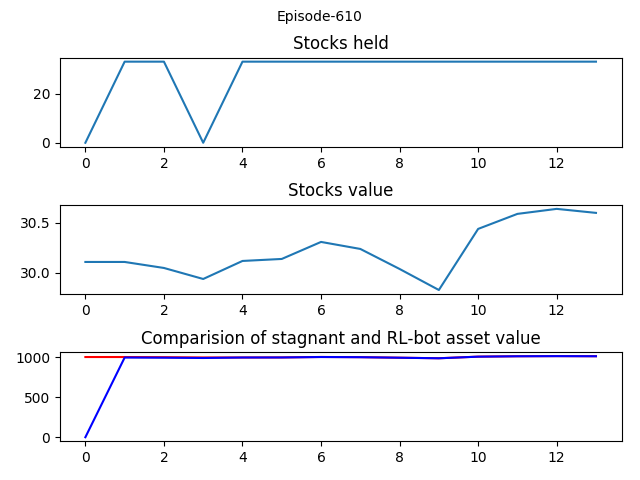 Episode-610
Stocks held
20
0
0 2 4 6 8 10 12
Stocks value
30.5
30.0
0 2 4 6 8 10 12
Comparision of stagnant and RL-bot asset value
1000
500
0
0 2 4 6 8 10 12